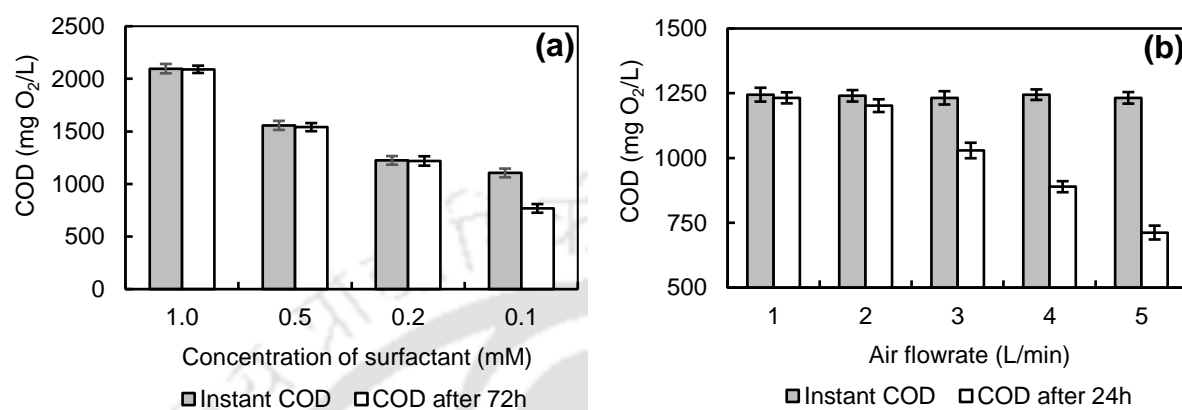 (a)
COD (mg O₂/L)
2500
2000
1500
1000
500
0
1.0 0.5 0.2 0.1
Concentration of surfactant (mM)
Instant COD COD after 72h
(b)
COD (mg O₂/L)
1500
1250
1000
750
500
1 2 3 4 5
Air flowrate (L/min)
Instant COD COD after 24h